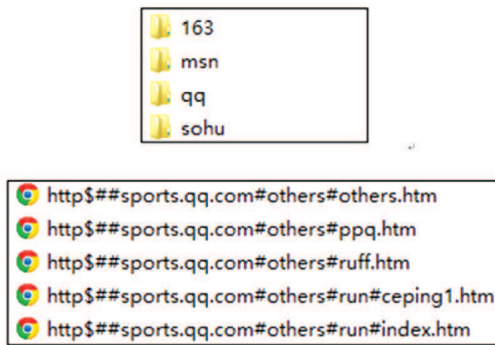 163
msn
qq
sohu
http$##sports.qq.com#others#others.htm
http$##sports.qq.com#others#ppq.htm
http$##sports.qq.com#others#ruff.htm
http$##sports.qq.com#others#run#ceping1.htm
http$##sports.qq.com#others#run#index.htm